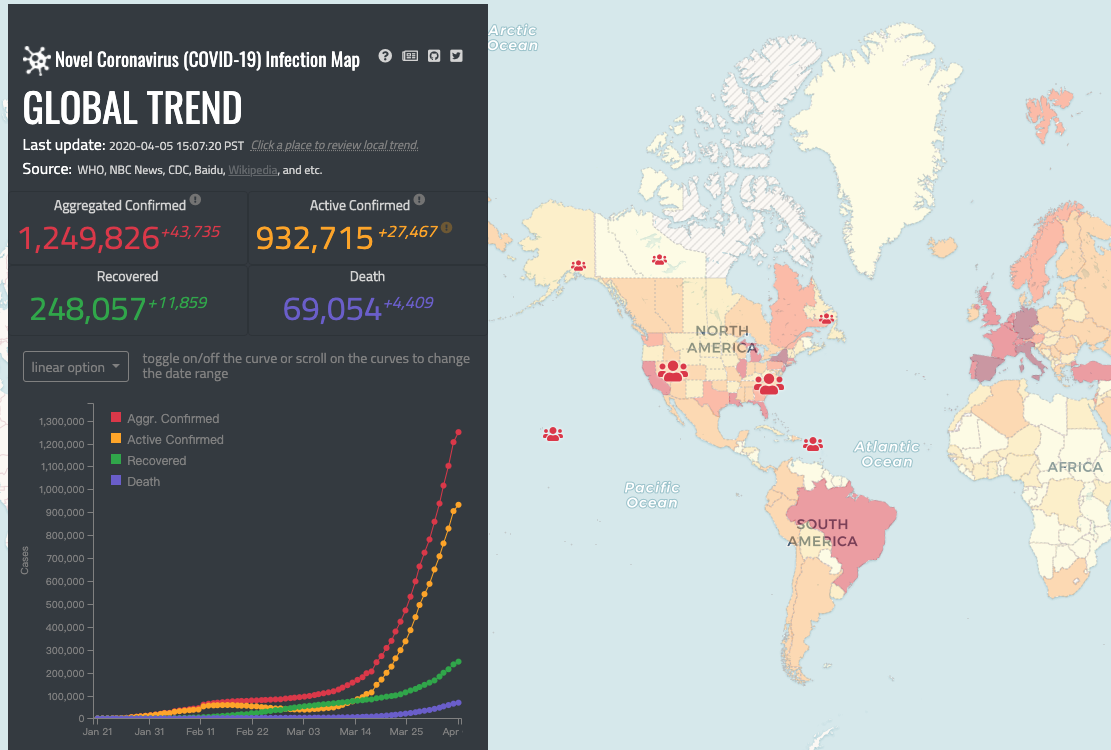 Novel Coronavirus (COVID-19) Infection Map
GLOBAL TREND
Last update: 2020-04-05 15:07:20 PST Click a place to review local trend.
Source: WHO, NBC News, CDC, Baidu, Wikipedia, and etc.
Aggregated Confirmed
1,249,826 +43,735
Active Confirmed
932,715 +27,467
Recovered
248,057 +11,859
Death
69,054 +4,409
linear option
toggle on/off the curve or scroll on the curves to change
the date range
Aggr. Confirmed
Active Confirmed
Recovered
Death
Cases
1,300,000
1,200,000
1,100,000
1,000,000
900,000
800,000
700,000
600,000
500,000
400,000
300,000
200,000
100,000
0
Jan 21 Jan 31 Feb 11 Feb 22 Mar 03 Mar 14 Mar 25 Apr
Arctic
Ocean
NORTH
AMERICA
Atlantic
Ocean
Pacific
Ocean
AFRICA
SOUTH
AMERICA